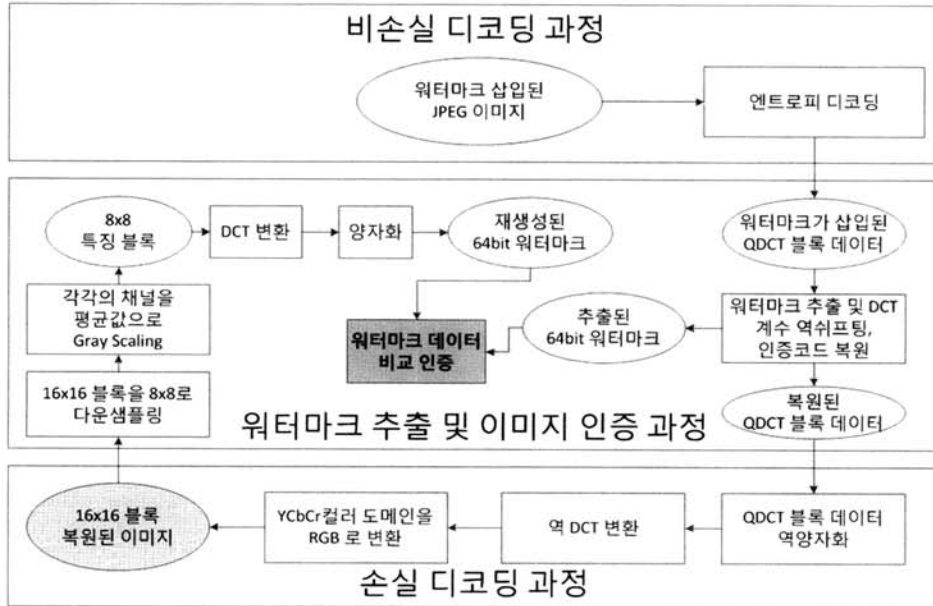 비손실 디코딩 과정
워터마크 삽입된
JPEG 이미지
엔트로피 디코딩
8x8
특징 블록
DCT 변환
양자화
재생성된
64bit 워터마크
워터마크가 삽입된
QDCT 블록 데이터
각각의 채널을
평균값으로
Gray Scaling
워터마크 데이터
비교 인증
추출된
64bit 워터마크
워터마크 추출 및 DCT
계수 역쉬프팅,
인증코드 복원
16x16 블록을 8x8로
다운샘플링
복원된
QDCT 블록 데이터
워터마크 추출 및 이미지 인증 과정
16x16 블록
복원된 이미지
YCbCr컬러 도메인을
RGB 로 변환
역 DCT 변환
QDCT 블록 데이터
역양자화
손실 디코딩 과정